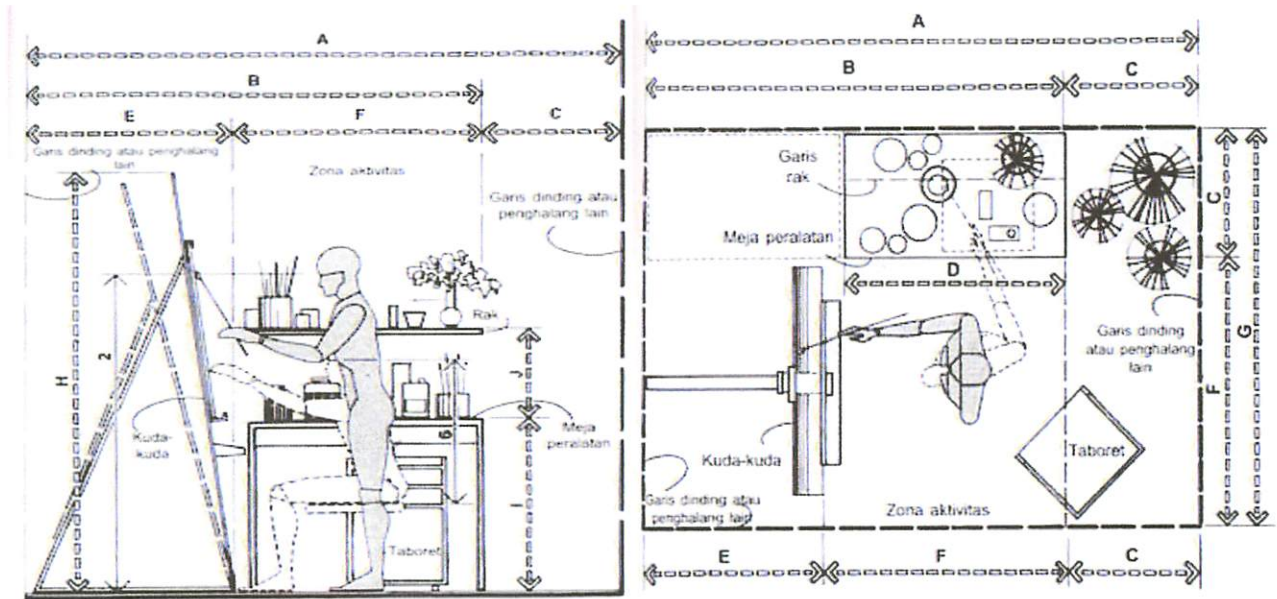 A
B
E
F
C
Garis dinding atau penghalang
lain
Zona aktivitas
Garis dinding atau
penghalang lain
H
2
Rak
J
6
I
Kuda-
kuda
Meja
peralatan
Taboret
A
B
C
Garis
rak
Meja peralatan
D
C
G
F
Garis dinding
atau penghalang
lain
Kuda-kuda
Taboret
Garis dinding atau
penghalang lain
Zona aktivitas
E
F
C